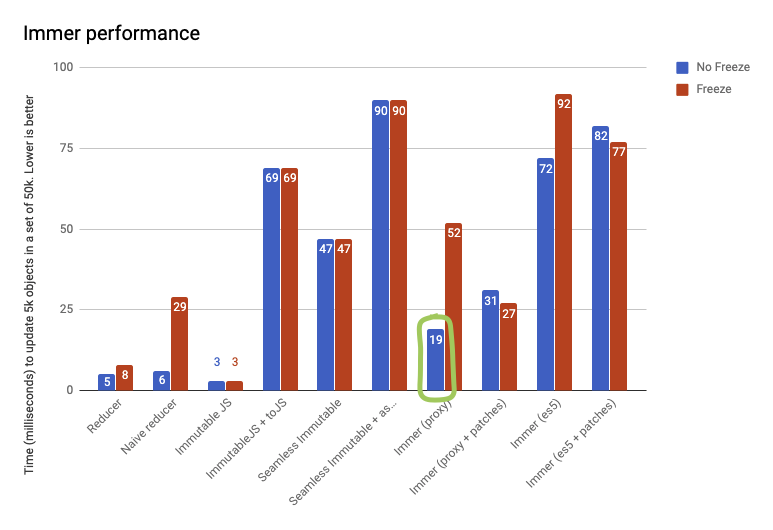 Immer performance
No Freeze
Freeze
Time (milliseconds) to update 5k objects in a set of 50k. Lower is better
100
75
50
25
0
5
8
6
29
3
3
69
69
47
47
90
90
19
52
31
27
72
92
82
77
Reducer
Naive reducer
Immutable JS
ImmutableJS + toJS
Seamless Immutable
Seamless Immutable + as...
Immer (proxy)
Immer (proxy + patches)
Immer (es5)
Immer (es5 + patches)